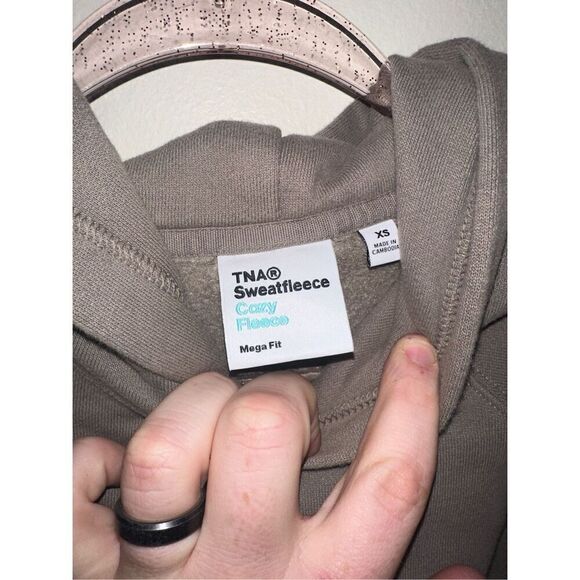 TNA®
Sweatfleece
Cozy
Fleece
Mega Fit
XS
MADE IN
CAMBODIA